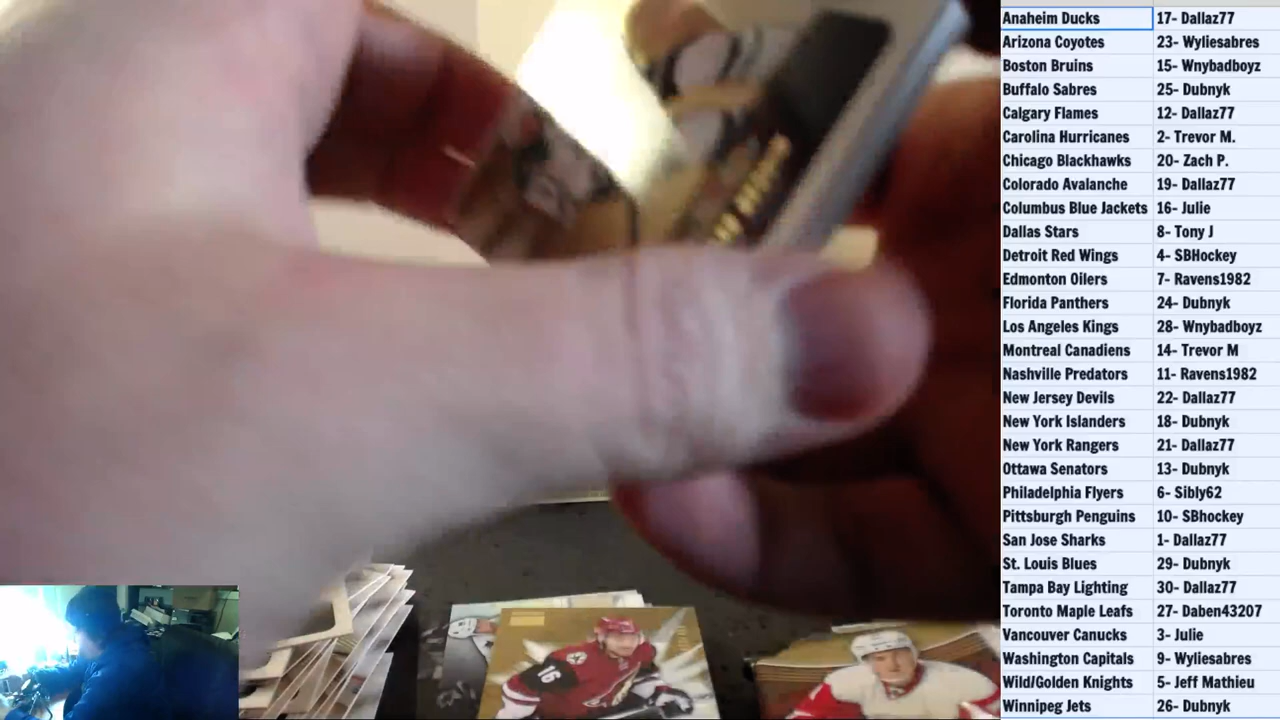 Anaheim Ducks 17- Dallaz77
Arizona Coyotes 23- Wyliesabres
Boston Bruins 15- Wnybadboyz
Buffalo Sabres 25- Dubnyk
Calgary Flames 12- Dallaz77
Carolina Hurricanes 2- Trevor M.
Chicago Blackhawks 20- Zach P.
Colorado Avalanche 19- Dallaz77
Columbus Blue Jackets 16- Julie
Dallas Stars 8- Tony J
Detroit Red Wings 4- SBHockey
Edmonton Oilers 7- Ravens1982
Florida Panthers 24- Dubnyk
Los Angeles Kings 28- Wnybadboyz
Montreal Canadiens 14- Trevor M
Nashville Predators 11- Ravens1982
New Jersey Devils 22- Dallaz77
New York Islanders 18- Dubnyk
New York Rangers 21- Dallaz77
Ottawa Senators 13- Dubnyk
Philadelphia Flyers 6- Sibly62
Pittsburgh Penguins 10- SBhockey
San Jose Sharks 1- Dallaz77
St. Louis Blues 29- Dubnyk
Tampa Bay Lighting 30- Dallaz77
Toronto Maple Leafs 27- Daben43207
Vancouver Canucks 3- Julie
Washington Capitals 9- Wyliesabres
Wild/Golden Knights 5- Jeff Mathieu
Winnipeg Jets 26- Dubnyk
16